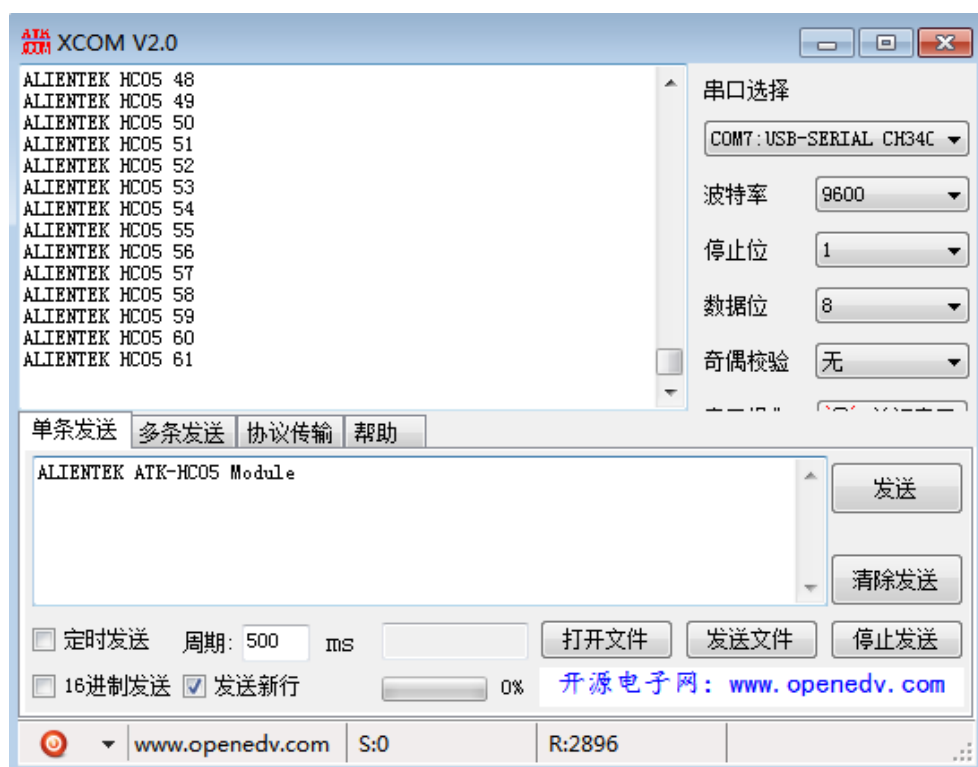 ATK COM XCOM V2.0
ALIENTEK HC05 48
ALIENTEK HC05 49
ALIENTEK HC05 50
ALIENTEK HC05 51
ALIENTEK HC05 52
ALIENTEK HC05 53
ALIENTEK HC05 54
ALIENTEK HC05 55
ALIENTEK HC05 56
ALIENTEK HC05 57
ALIENTEK HC05 58
ALIENTEK HC05 59
ALIENTEK HC05 60
ALIENTEK HC05 61
串口选择
COM7:USB-SERIAL CH34C
波特率 9600
停止位 1
数据位 8
奇偶校验 无
单条发送 多条发送 协议传输 帮助
ALIENTEK ATK-HC05 Module
发送
清除发送
定时发送 周期: 500 ms 打开文件 发送文件 停止发送
16进制发送 发送新行 0% 开源电子网: www.openedv.com
www.openedv.com S:0 R:2896